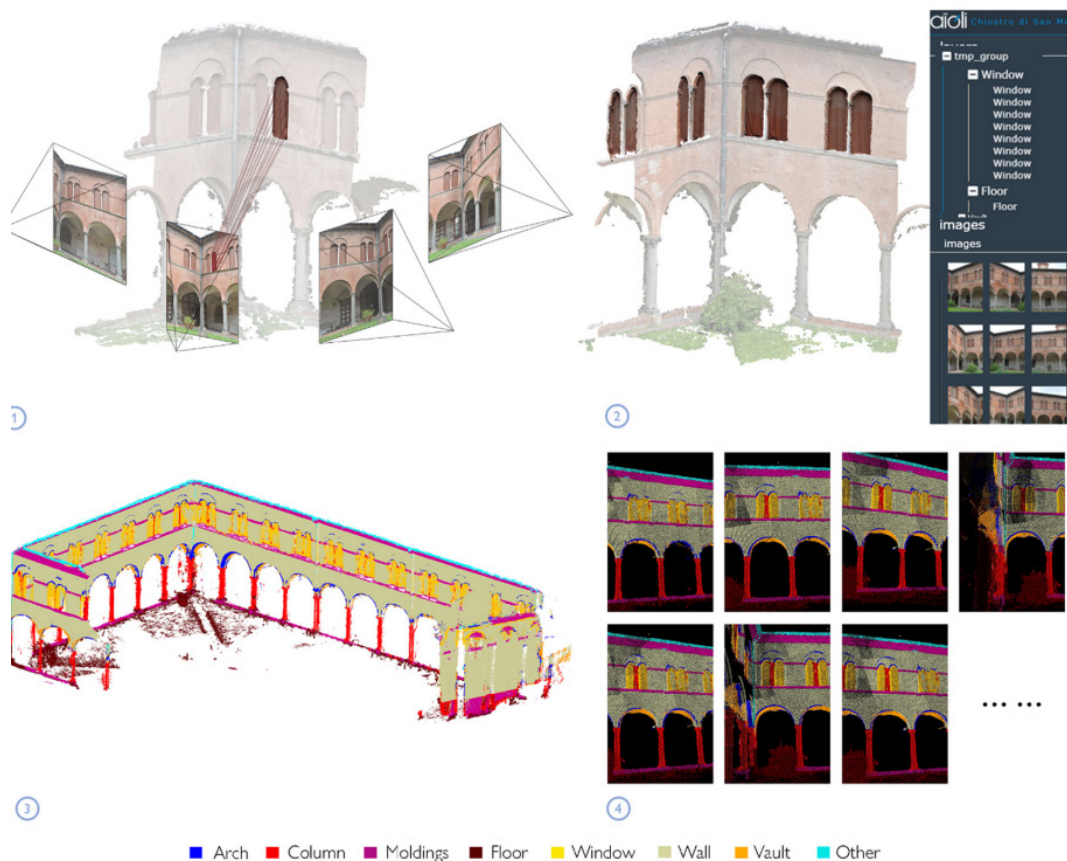 aïoli Chiostro di San Ma
tmp_group
Window
Window
Window
Window
Window
Window
Window
Window
Window
Floor
Floor
images
images
1
2
3
4
... ...
Arch Column Moldings Floor Window Wall Vault Other